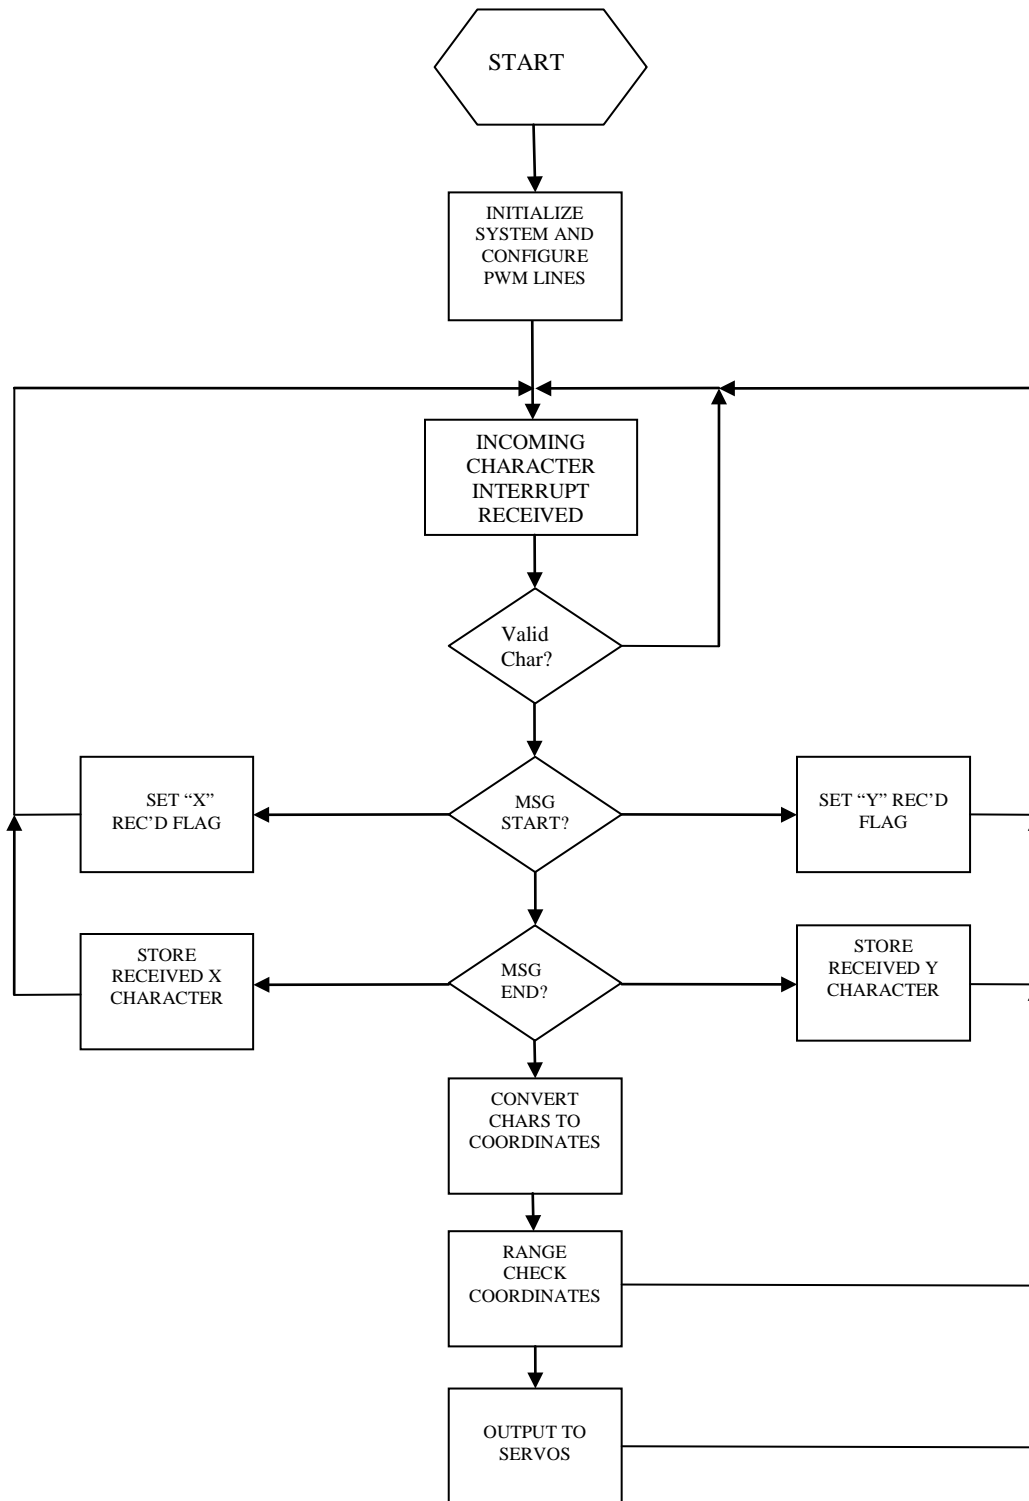 START
INITIALIZE
SYSTEM AND
CONFIGURE
PWM LINES
INCOMING
CHARACTER
INTERRUPT
RECEIVED
Valid
Char?
SET “X”
REC’D FLAG
MSG
START?
SET “Y” REC’D
FLAG
STORE
RECEIVED X
CHARACTER
MSG
END?
STORE
RECEIVED Y
CHARACTER
CONVERT
CHARS TO
COORDINATES
RANGE
CHECK
COORDINATES
OUTPUT TO
SERVOS